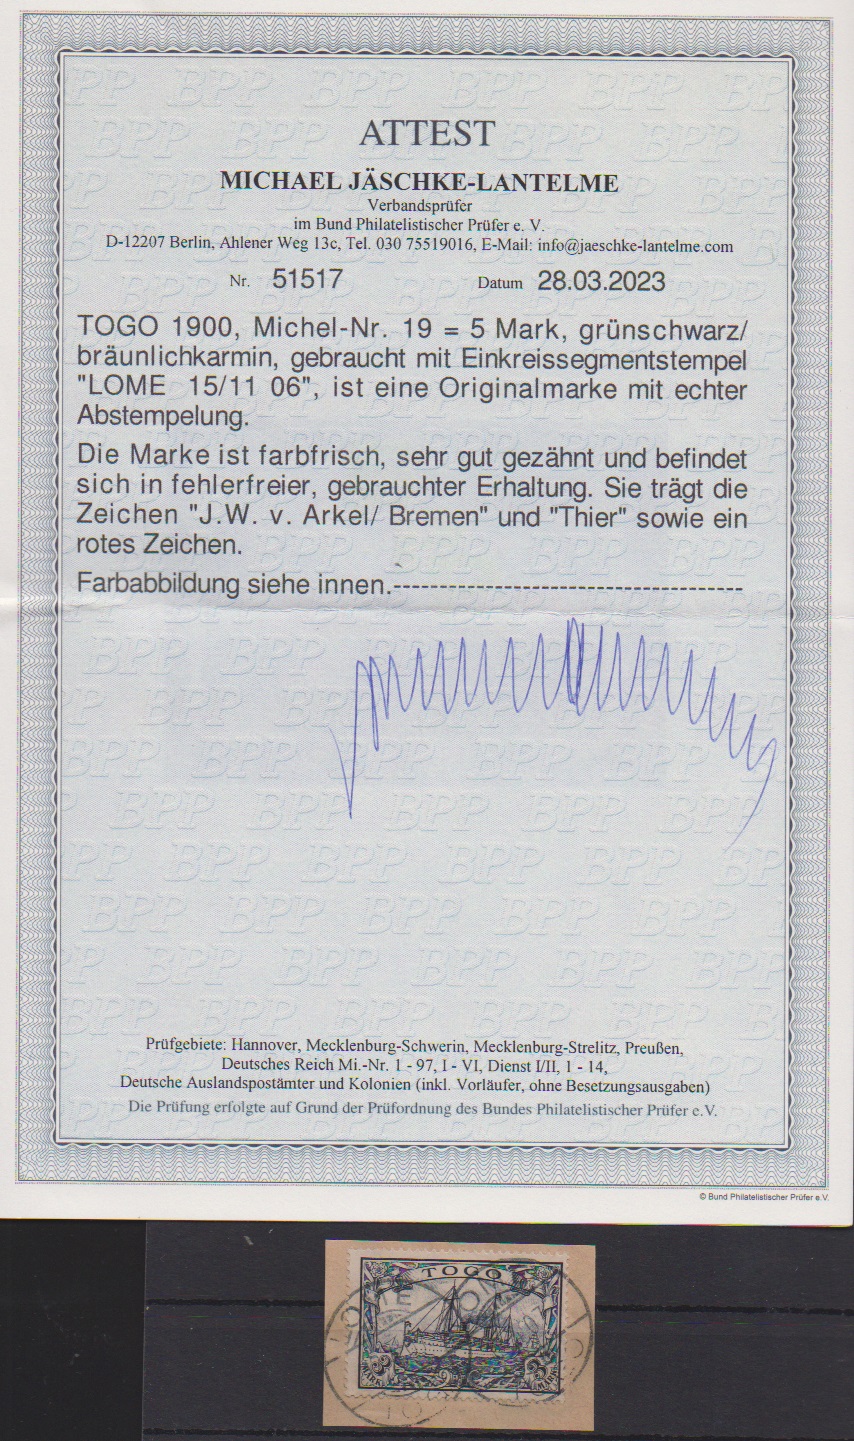 ATTEST
MICHAEL JÄSCHKE-LANTELME
Verbandsprüfer
im Bund Philatelistischer Prüfer e. V.
D-12207 Berlin, Ahlener Weg 13c, Tel. 030 75519016, E-Mail: info@jaeschke-lantelme.com
Nr. 51517 Datum 28.03.2023
TOGO 1900, Michel-Nr. 19 = 5 Mark, grünschwarz/
bräunlichkarmin, gebraucht mit Einkreissegmentstempel
"LOME 15/11 06", ist eine Originalmarke mit echter
Abstempelung.
Die Marke ist farbfrisch, sehr gut gezähnt und befindet
sich in fehlerfreier, gebrauchter Erhaltung. Sie trägt die
Zeichen "J.W. v. Arkel/ Bremen" und "Thier" sowie ein
rotes Zeichen.
Farbabbildung siehe innen.--------------------------------------
Prüfgebiete: Hannover, Mecklenburg-Schwerin, Mecklenburg-Strelitz, Preußen,
Deutsches Reich Mi.-Nr. 1 - 97, I - VI, Dienst I/II, 1 - 14,
Deutsche Auslandspostämter und Kolonien (inkl. Vorläufer, ohne Besetzungsausgaben)
Die Prüfung erfolgte auf Grund der Prüfordnung des Bundes Philatelistischer Prüfer e.V.
© Bund Philatelistischer Prüfer e.V.
TOGO
3 3
MARK MARK